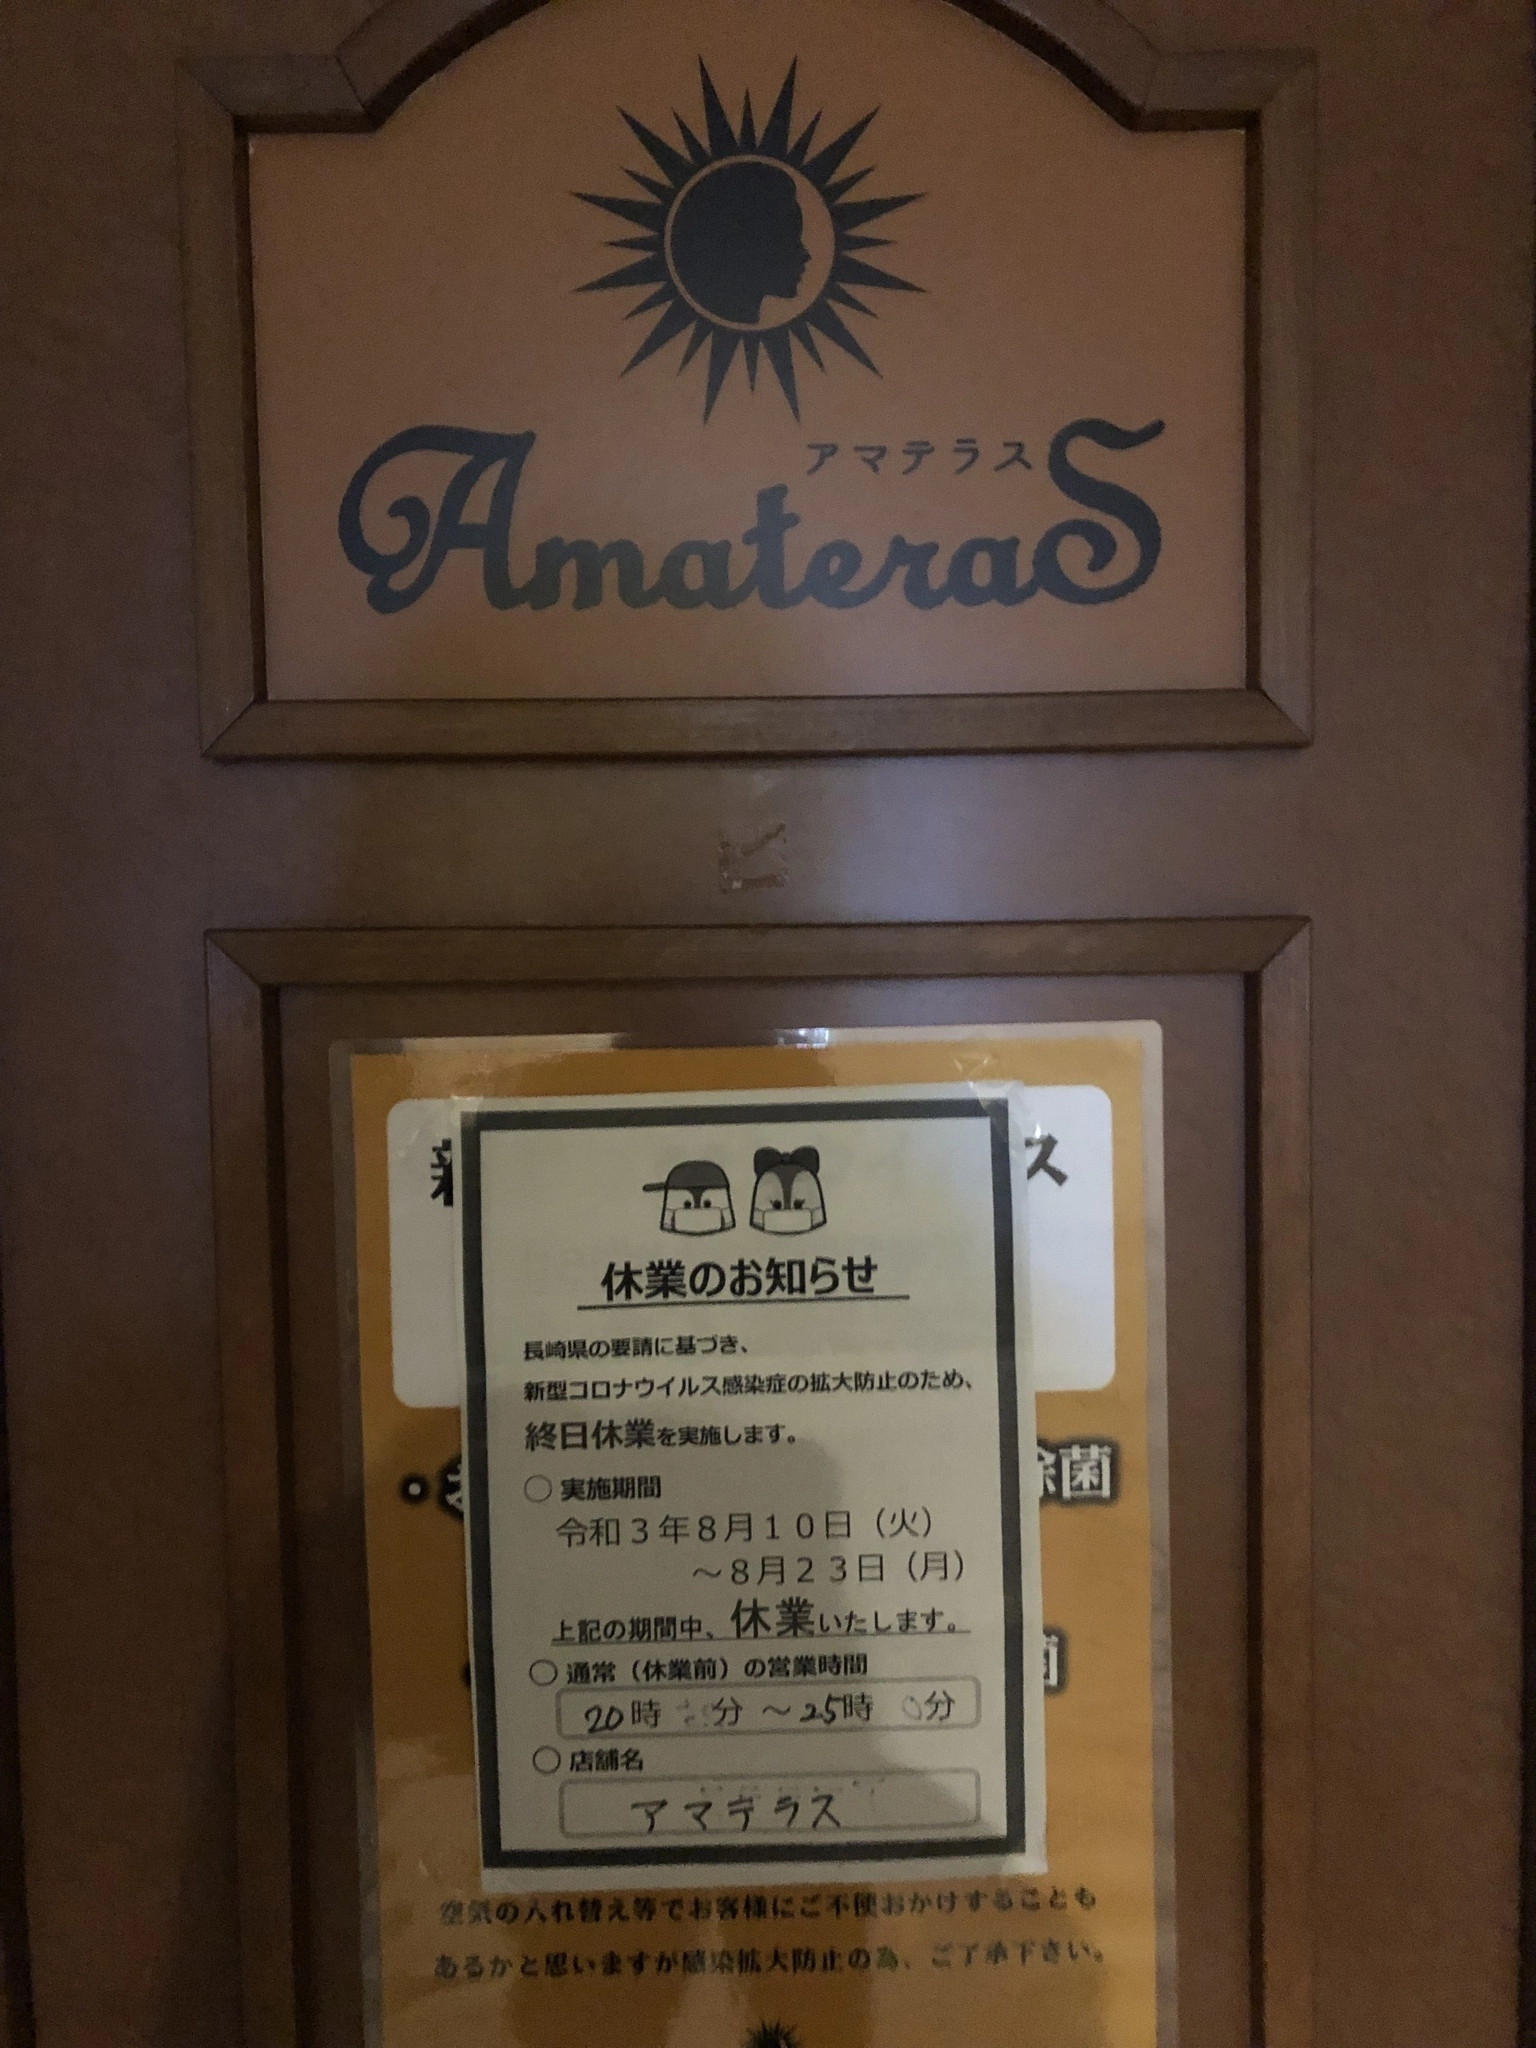 アマテラス
AmateraS
ス
休業のお知らせ
長崎県の要請に基づき、
新型コロナウイルス感染症の拡大防止のため、
終日休業を実施します。
除菌
○ 実施期間
令和3年8月10日（火）
～8月23日（月）
上記の期間中、休業いたします。
○ 通常（休業前）の営業時間
20時 分 ～25時 0分
菌
○ 店舗名
アマテラス
空気の入れ替え等でお客様にご不便おかけすることも
あるかと思いますが感染拡大防止の為、ご了承下さい。